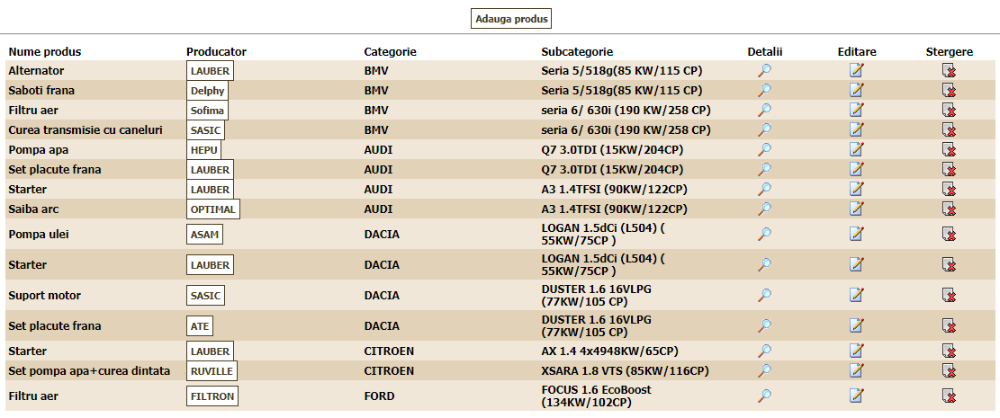 Adauga produs
Nume produs Producator Categorie Subcategorie Detalii Editare Stergere
Alternator LAUBER BMV Seria 5/518g(85 KW/115 CP)
Saboti frana Delphy BMV Seria 5/518g(85 KW/115 CP)
Filtru aer Sofima BMV seria 6/ 630i (190 KW/258 CP)
Curea transmisie cu caneluri SASIC BMV seria 6/ 630i (190 KW/258 CP)
Pompa apa HEPU AUDI Q7 3.0TDI (15KW/204CP)
Set placute frana LAUBER AUDI Q7 3.0TDI (15KW/204CP)
Starter LAUBER AUDI A3 1.4TFSI (90KW/122CP)
Saiba arc OPTIMAL AUDI A3 1.4TFSI (90KW/122CP)
Pompa ulei ASAM DACIA LOGAN 1.5dCi (L504) (
55KW/75CP )
Starter LAUBER DACIA LOGAN 1.5dCi (L504) (
55KW/75CP )
Suport motor SASIC DACIA DUSTER 1.6 16VLPG
(77KW/105 CP)
Set placute frana ATE DACIA DUSTER 1.6 16VLPG
(77KW/105 CP)
Starter LAUBER CITROEN AX 1.4 4x4948KW/65CP)
Set pompa apa+curea dintata RUVILLE CITROEN XSARA 1.8 VTS (85KW/116CP)
Filtru aer FILTRON FORD FOCUS 1.6 EcoBoost
(134KW/102CP)